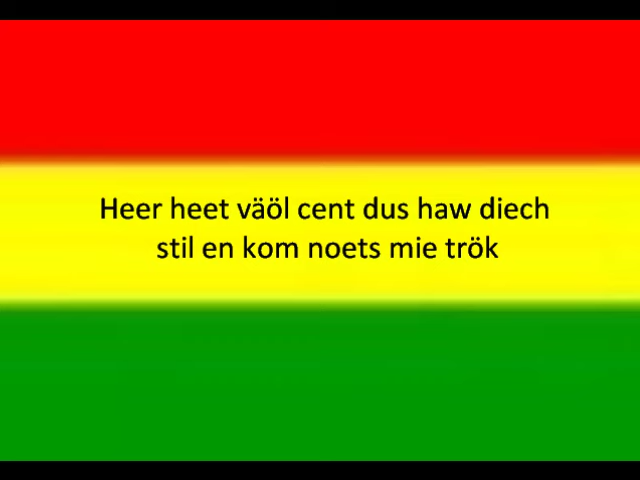 Heer heet väöl cent dus haw diech
stil en kom noets mie trök